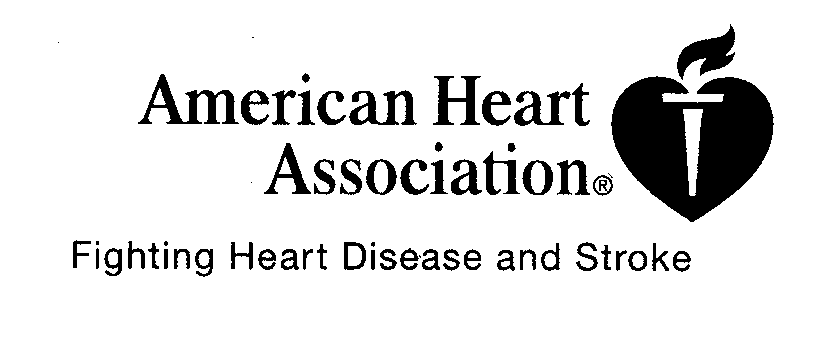 American Heart
Association®
Fighting Heart Disease and Stroke